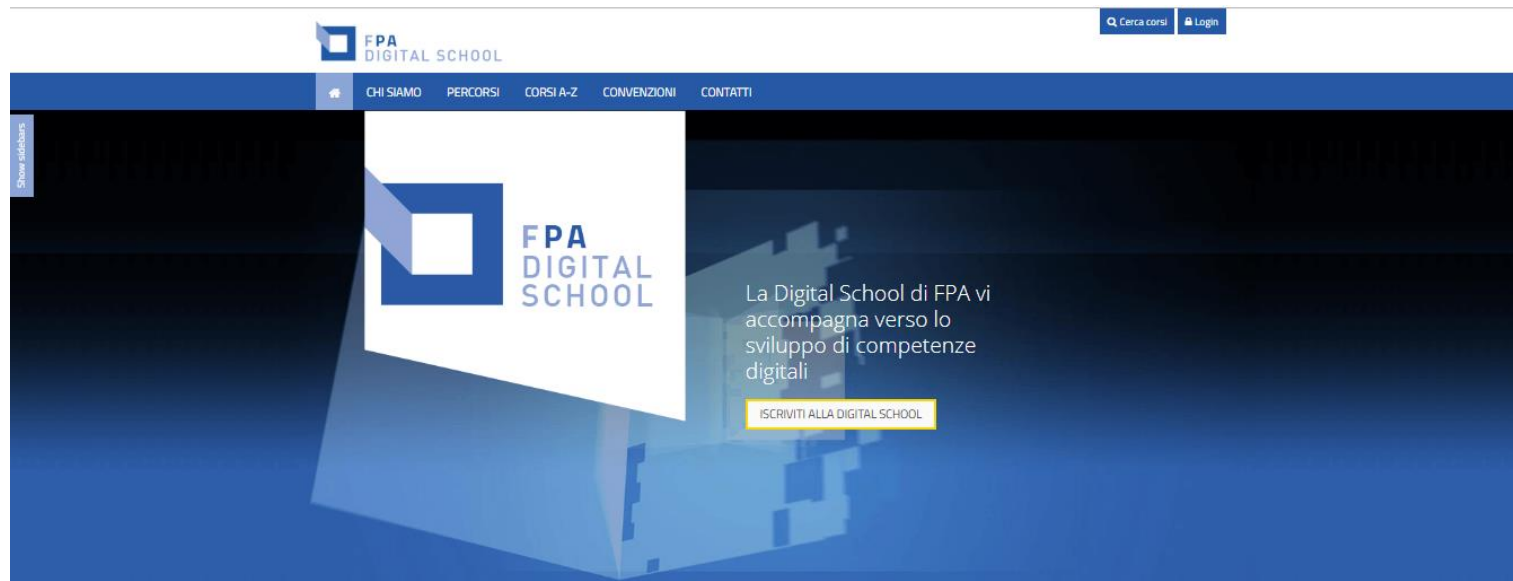 FPA
DIGITAL SCHOOL
Cerca corsi
Login
CHI SIAMO PERCORSI CORSI A-Z CONVENZIONI CONTATTI
Show sidebars
FPA
DIGITAL
SCHOOL
La Digital School di FPA vi
accompagna verso lo
sviluppo di competenze
digitali
ISCRIVITI ALLA DIGITAL SCHOOL